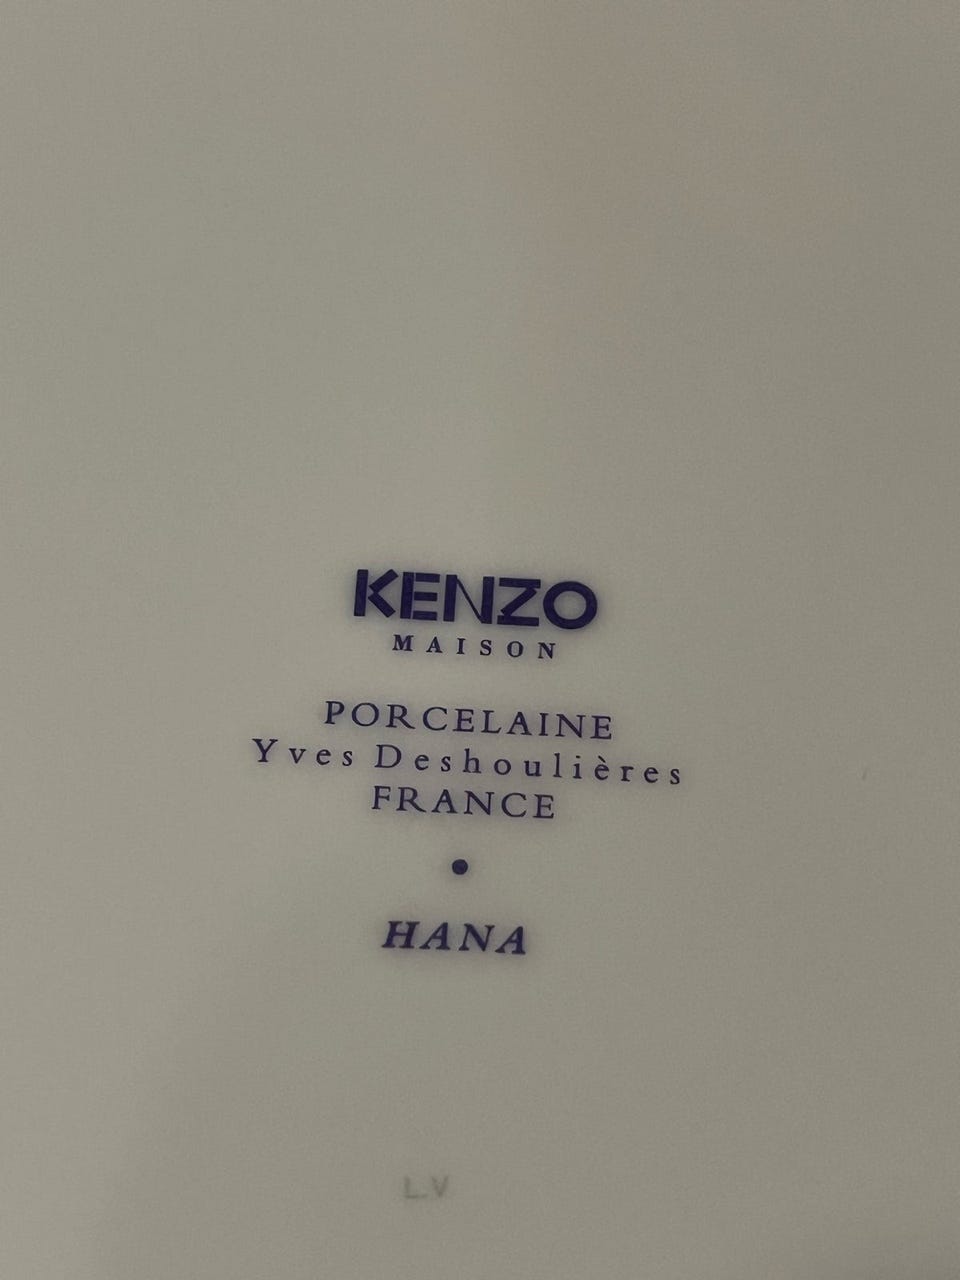 KENZO
MAISON
PORCELAINE
Yves Deshoulières
FRANCE
•
HANA
LV